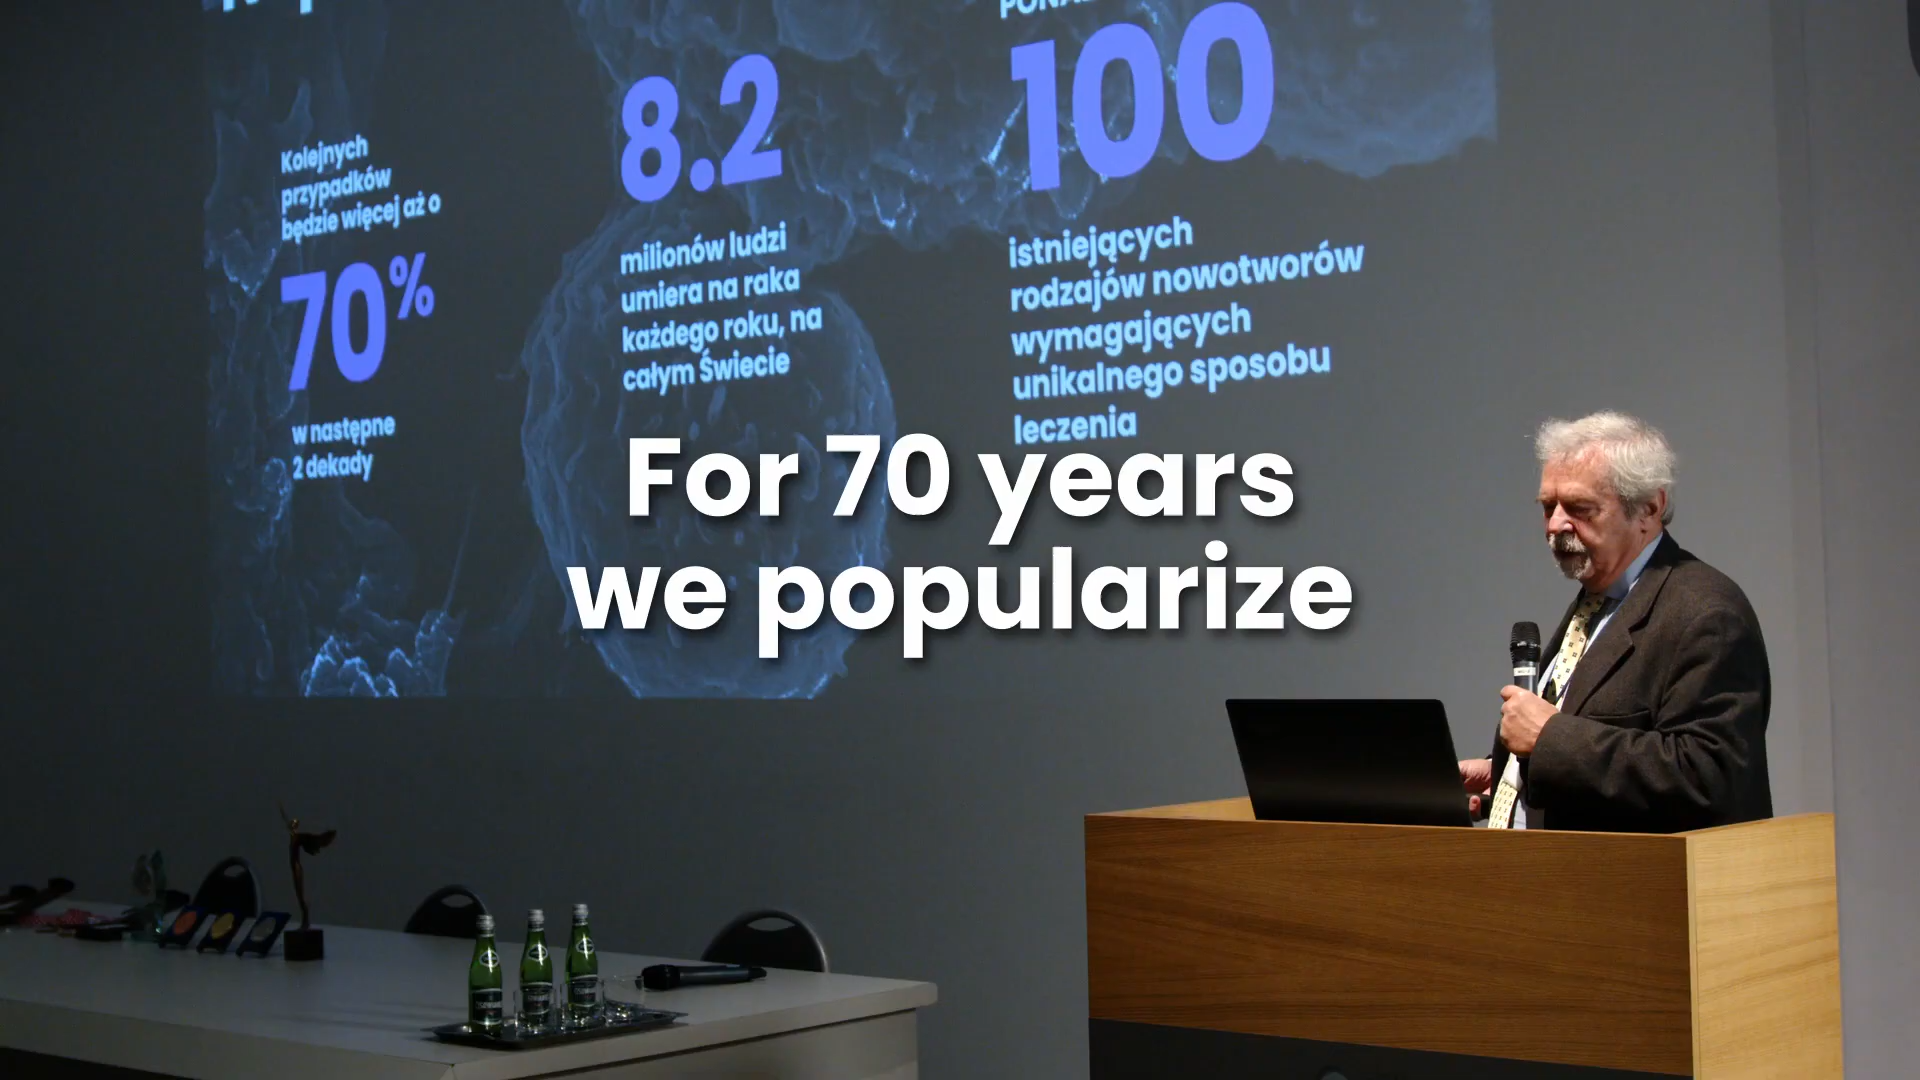 Kolejnych
przypadków
będzie więcej aż o
70%
w następne
2 dekady
8.2
milionów ludzi
umiera na raka
każdego roku, na
całym Świecie
100
istniejących
rodzajów nowotworów
wymagających
unikalnego sposobu
leczenia
For 70 years
we popularize